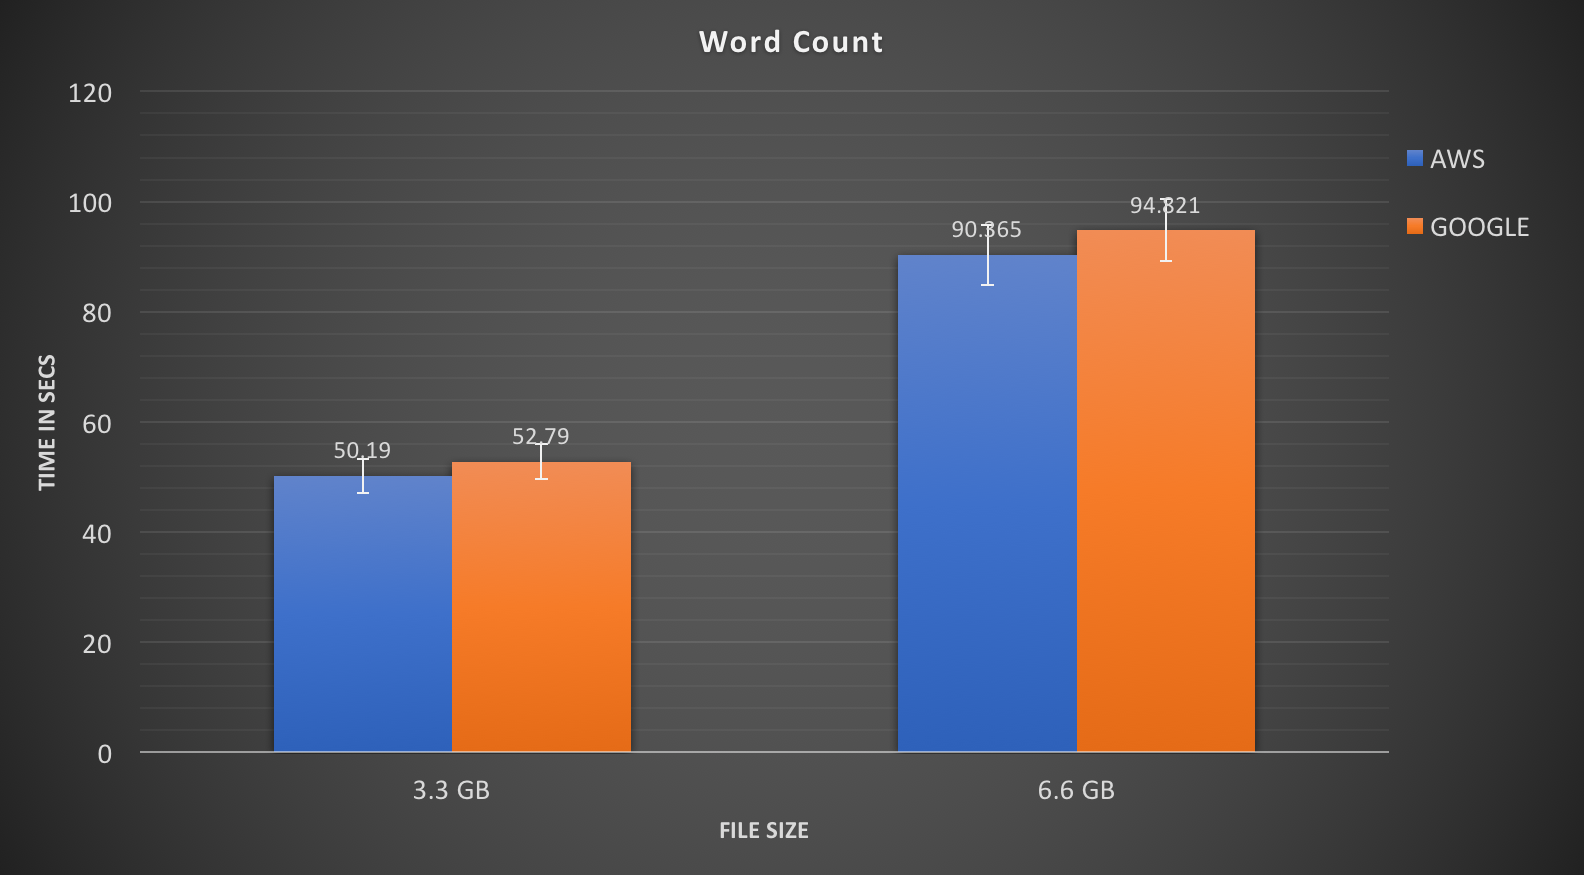 Word Count
120
100
80
60
40
20
0
TIME IN SECS
50.19
52.79
90.365
94.821
3.3 GB
6.6 GB
FILE SIZE
AWS
GOOGLE